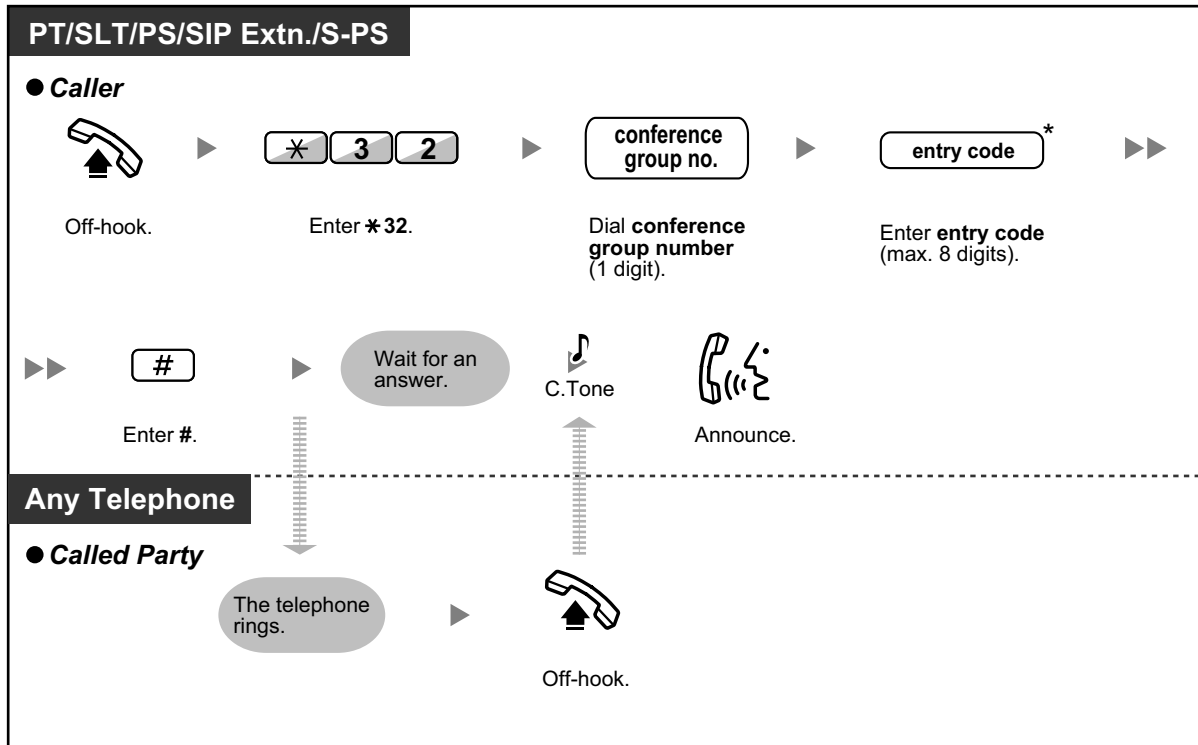 PT/SLT/PS/SIP Extn./S-PS
● Caller
* 3 2
conference
group no.
entry code*
Off-hook.
Enter *32.
Dial conference
group number
(1 digit).
Enter entry code
(max. 8 digits).
#
Wait for an
answer.
C.Tone
Enter #.
Announce.
Any Telephone
● Called Party
The telephone
rings.
Off-hook.